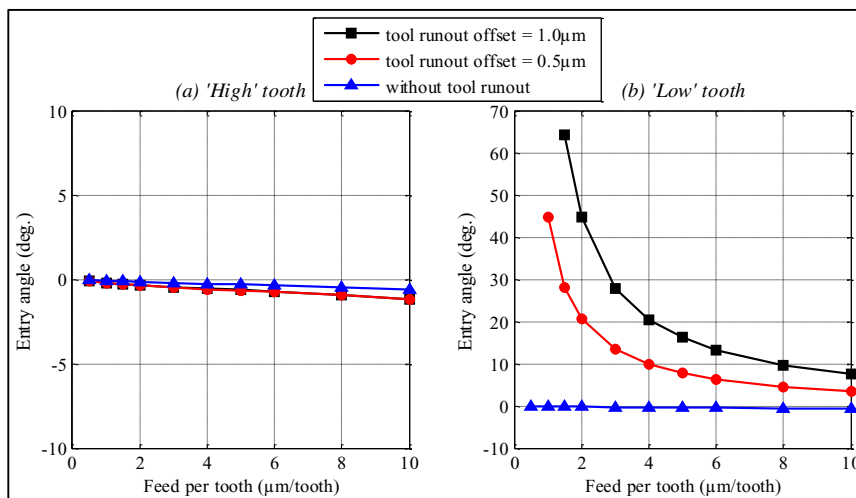 tool runout offset = 1.0µm
tool runout offset = 0.5µm
without tool runout
(a) 'High' tooth
(b) 'Low' tooth
10
5
0
-5
-10
Entry angle (deg.)
0 2 4 6 8 10
Feed per tooth (µm/tooth)
70
60
50
40
30
20
10
0
-10
Entry angle (deg.)
0 2 4 6 8 10
Feed per tooth (µm/tooth)